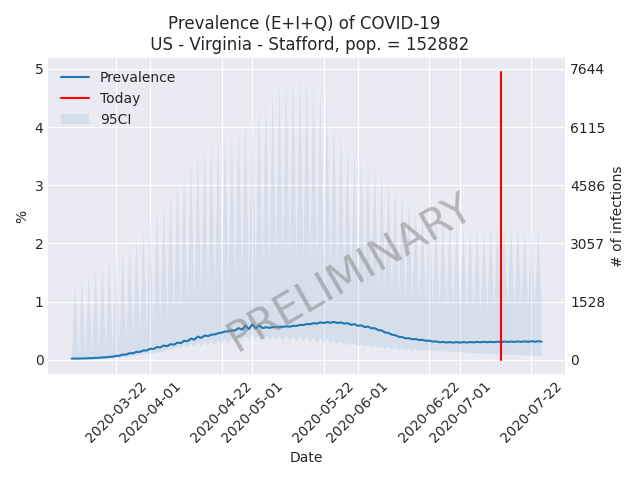 Prevalence (E+I+Q) of COVID-19
US - Virginia - Stafford, pop. = 152882
Prevalence
Today
95CI
5
4
3
2
1
0
%
7644
6115
4586
3057
1528
0
# of infections
PRELIMINARY
2020-03-22
2020-04-01
2020-04-22
2020-05-01
2020-05-22
2020-06-01
2020-06-22
2020-07-01
2020-07-22
Date